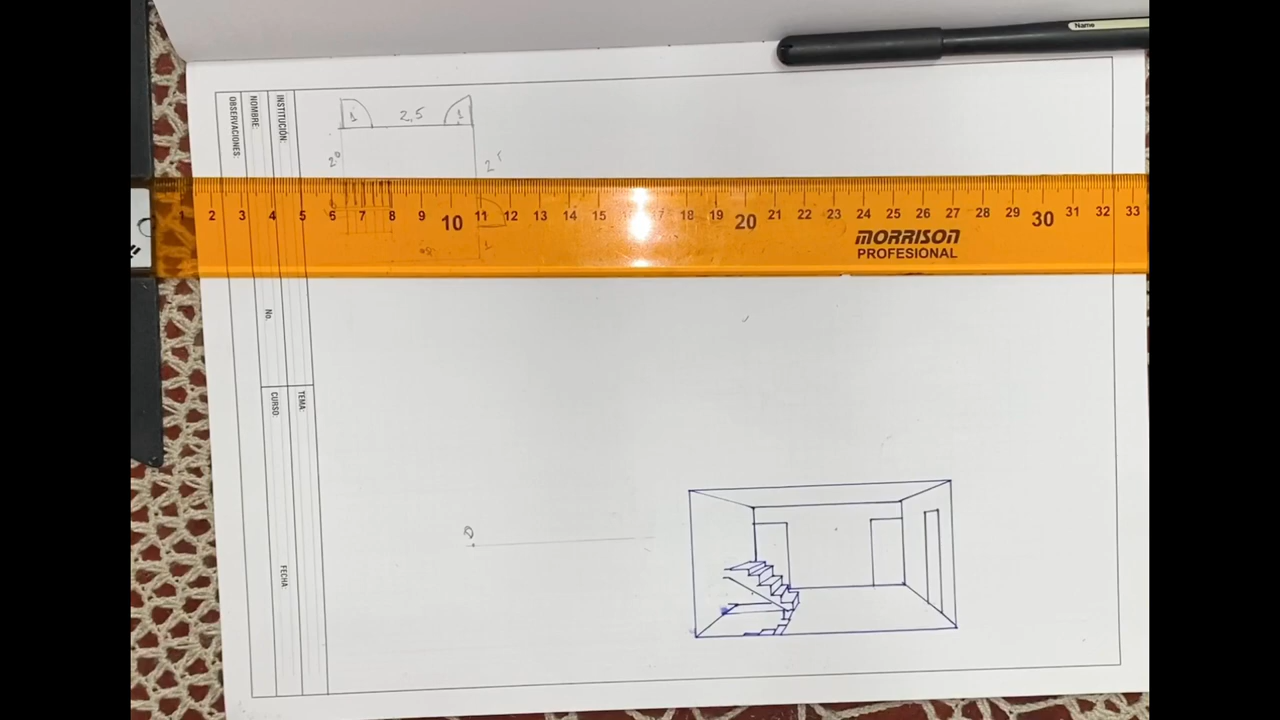 Name
INSTITUCIÓN:
NOMBRE:
OBSERVACIONES:
No.
TEMA:
CURSO:
FECHA:
1 2,5 1
1 2 3 4 5 6 7 8 9 10 11 12 13 14 15 17 18 19 20 21 22 23 24 25 26 27 28 29 30 31 32 33
MORRISON
PROFESIONAL
1
D